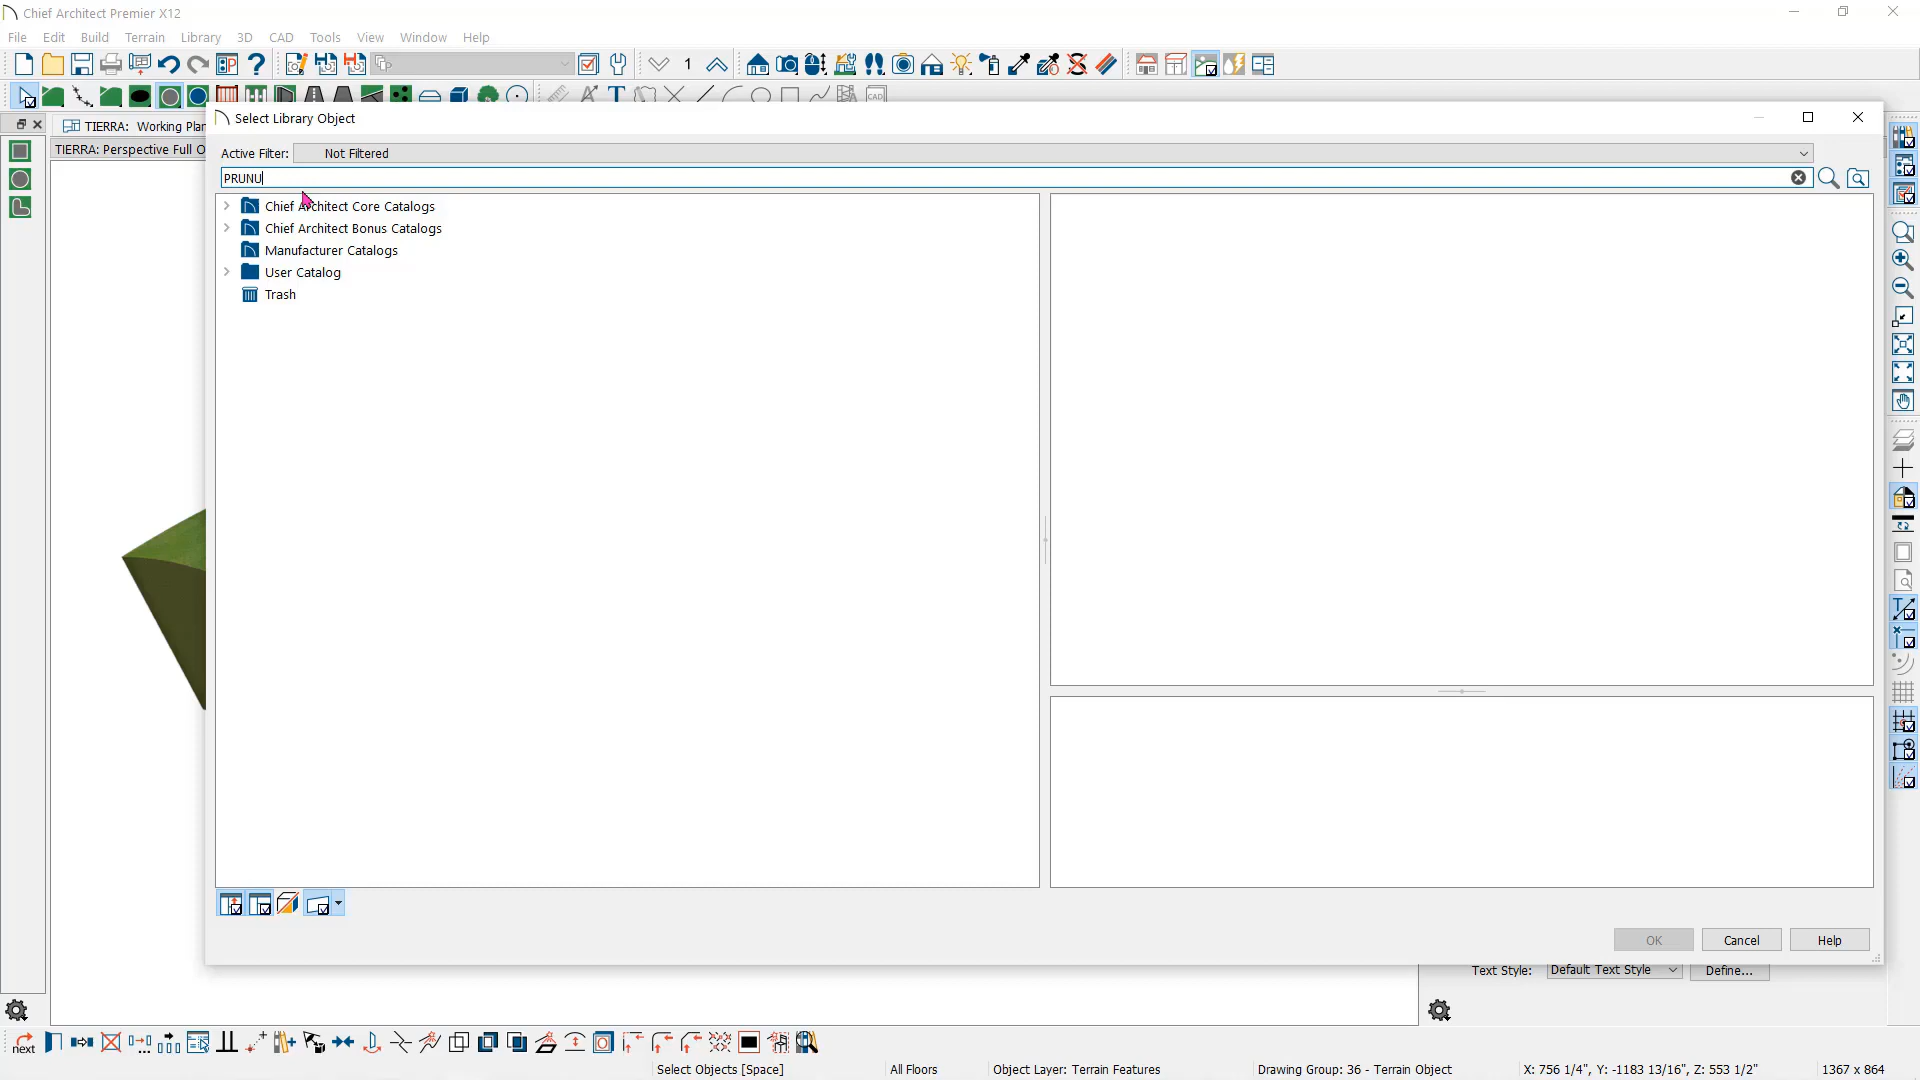 Chief Architect Premier X12
File Edit Build Terrain Library 3D CAD Tools View Window Help
1
TIERRA: Working Plan
TIERRA: Perspective Full O
Select Library Object
Active Filter: Not Filtered
PRUNU
Chief Architect Core Catalogs
Chief Architect Bonus Catalogs
Manufacturer Catalogs
User Catalog
Trash
OK Cancel Help
Text Style: Default Text Style Define...
next
Select Objects [Space] All Floors Object Layer: Terrain Features Drawing Group: 36 - Terrain Object X: 756 1/4", Y: -1183 13/16", Z: 553 1/2" 1367 x 864